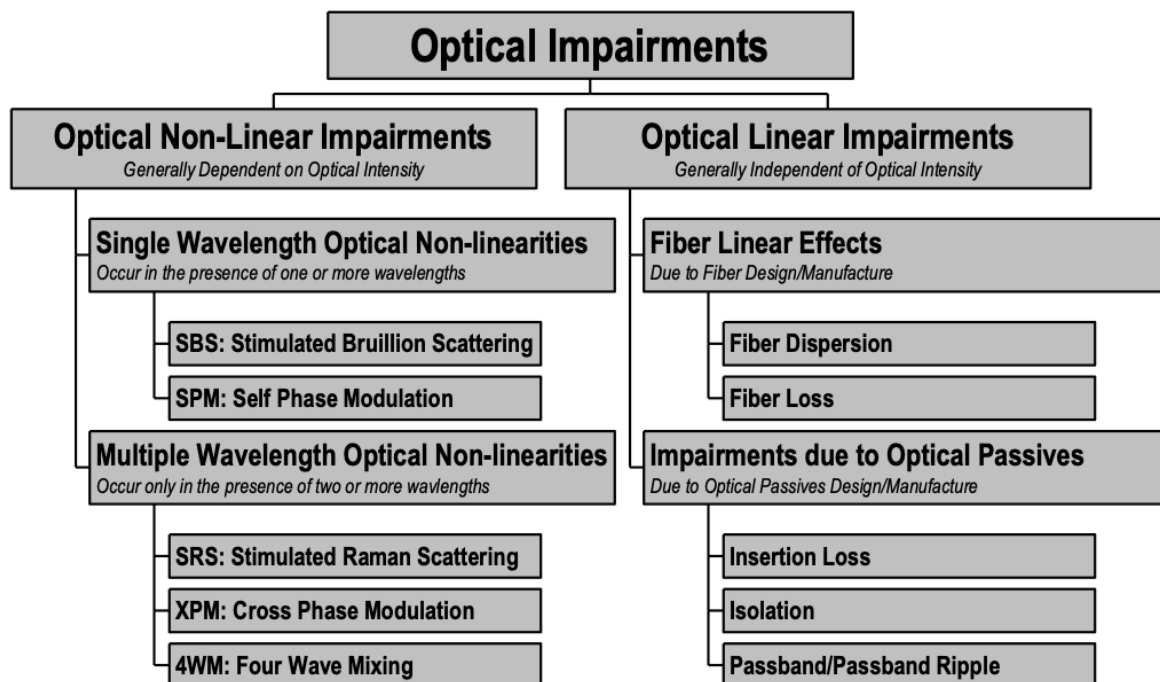 Optical Impairments
Optical Non-Linear Impairments
Generally Dependent on Optical Intensity
Single Wavelength Optical Non-linearities
Occur in the presence of one or more wavelengths
SBS: Stimulated Bruillion Scattering
SPM: Self Phase Modulation
Multiple Wavelength Optical Non-linearities
Occur only in the presence of two or more wavlengths
SRS: Stimulated Raman Scattering
XPM: Cross Phase Modulation
4WM: Four Wave Mixing
Optical Linear Impairments
Generally Independent of Optical Intensity
Fiber Linear Effects
Due to Fiber Design/Manufacture
Fiber Dispersion
Fiber Loss
Impairments due to Optical Passives
Due to Optical Passives Design/Manufacture
Insertion Loss
Isolation
Passband/Passband Ripple